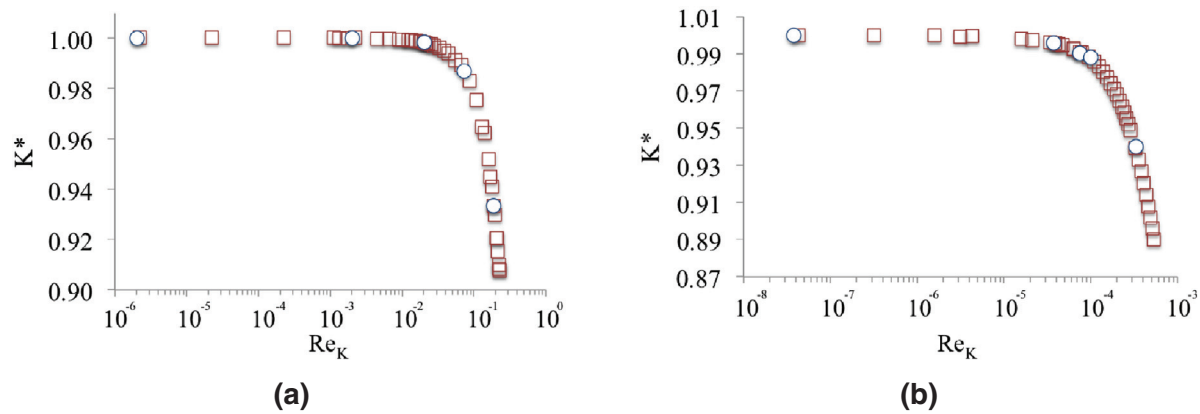 1.00
0.98
0.96
0.94
0.92
0.90
K*
10⁻⁶ 10⁻⁵ 10⁻⁴ 10⁻³ 10⁻² 10⁻¹ 10⁰
Re_K
(a)
1.01
0.99
0.97
0.95
0.93
0.91
0.89
0.87
K*
10⁻⁸ 10⁻⁷ 10⁻⁶ 10⁻⁵ 10⁻⁴ 10⁻³
Re_K
(b)